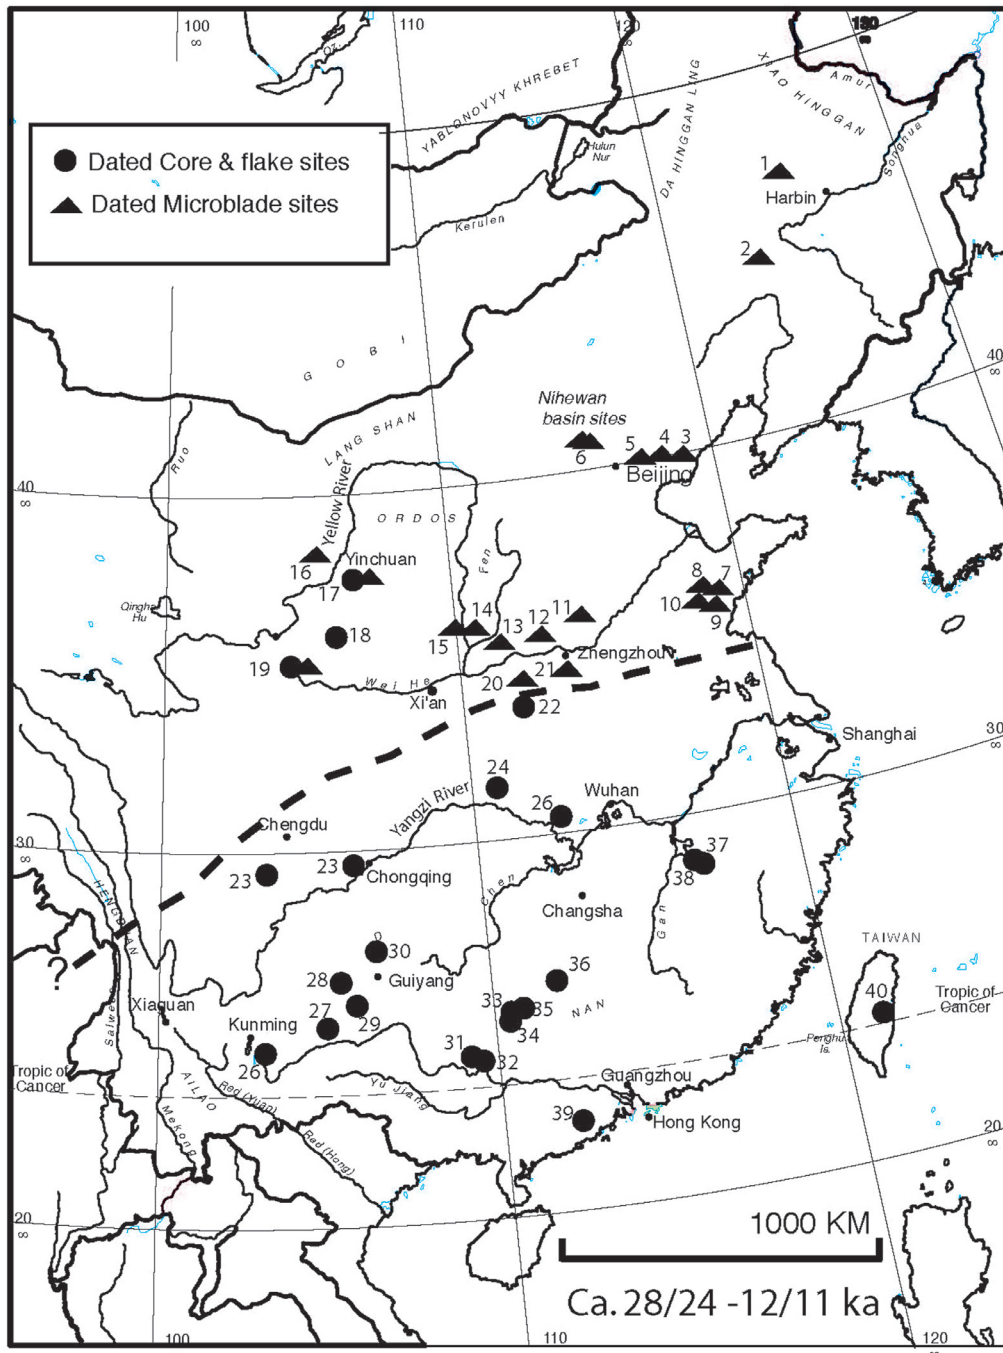 100
∞
110
∞
120
∞
130
∞
Oz.
YABLONOVYY KHREBET
DA HINGGAN LING
XIAO HINGGAN
Amur
Songhua
Dated Core & flake sites
Dated Microblade sites
Hulun
Nur
Kerulen
1
Harbin
2
GOBI
40
∞
Nihewan
basin sites
LANG SHAN
Ruo
6
5
4
3
Beijing
40
∞
Yellow River
ORDOS
Fen
16
Yinchuan
17
8
7
10
9
Qinghai
Hu
18
15
14
13
12
11
19
Wei He
Xi'an
Zhengzhou
20
21
22
Shanghai
30
∞
24
Yangzi River
26
Wuhan
Chengdu
30
∞
23
23
Chongqing
37
38
Chen
Changsha
Gan
HENGDUAN
?
30
Guiyang
28
36
TAIWAN
Salween
Xiaguan
Kunming
27
29
33
35
34
NAN
40
Tropic of
Cancer
Penghu
Is.
26
31
32
Tropic of
Cancer
AILAO
Red (Yuan)
Yu Jiang
Guangzhou
Mekong
Red (Hong)
39
Hong Kong
20
∞
20
∞
1000 KM
Ca. 28/24 -12/11 ka
100
110
120
∞